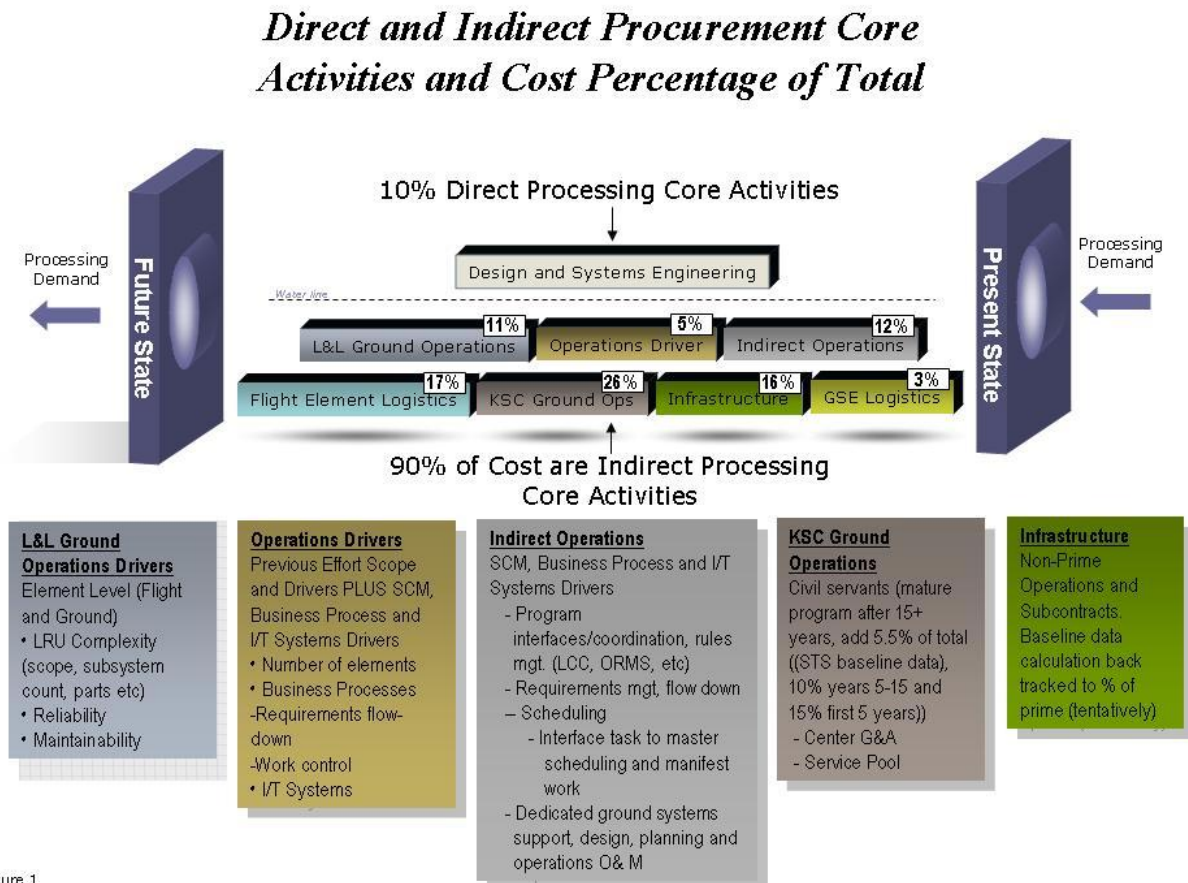 Direct and Indirect Procurement Core
Activities and Cost Percentage of Total
10% Direct Processing Core Activities
Processing
Demand
Future State
Design and Systems Engineering
Water line
Present State
Processing
Demand
11%
L&L Ground Operations
5%
Operations Driver
12%
Indirect Operations
17%
Flight Element Logistics
26%
KSC Ground Ops
16%
Infrastructure
3%
GSE Logistics
90% of Cost are Indirect Processing
Core Activities
L&L Ground
Operations Drivers
Element Level (Flight
and Ground)
• LRU Complexity
(scope, subsystem
count, parts etc)
• Reliability
• Maintainability
Operations Drivers
Previous Effort Scope
and Drivers PLUS SCM,
Business Process and
I/T Systems Drivers
• Number of elements
• Business Processes
-Requirements flow-
down
-Work control
• I/T Systems
Indirect Operations
SCM, Business Process and I/T
Systems Drivers
- Program
interfaces/coordination, rules
mgt. (LCC, ORMS, etc)
- Requirements mgt, flow down
– Scheduling
- Interface task to master
scheduling and manifest
work
- Dedicated ground systems
support, design, planning and
operations O& M
KSC Ground
Operations
Civil servants (mature
program after 15+
years, add 5.5% of total
((STS baseline data),
10% years 5-15 and
15% first 5 years))
- Center G&A
- Service Pool
Infrastructure
Non-Prime
Operations and
Subcontracts.
Baseline data
calculation back
tracked to % of
prime (tentatively)
ure 1